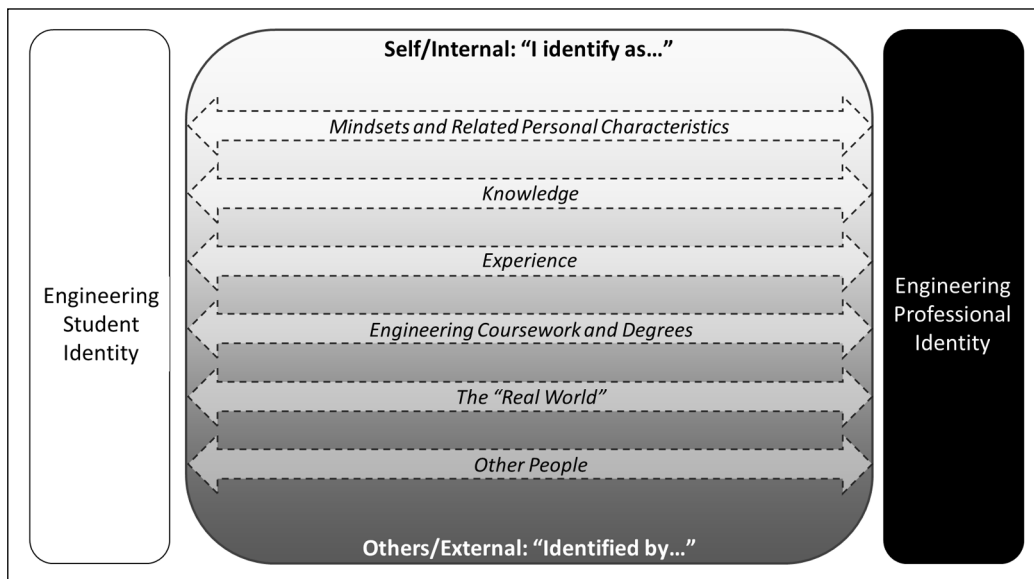 Self/Internal: “I identify as…”
Mindsets and Related Personal Characteristics
Knowledge
Experience
Engineering Coursework and Degrees
The “Real World”
Other People
Others/External: “Identified by…”
Engineering
Student
Identity
Engineering
Professional
Identity